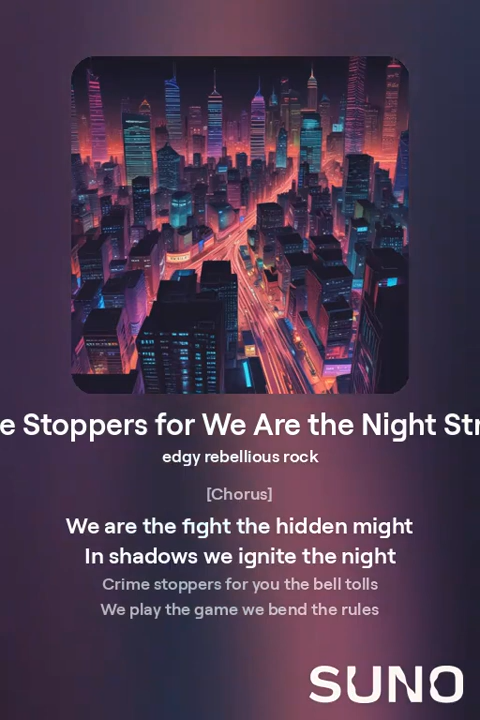 e Stoppers for We Are the Night Str
edgy rebellious rock
[Chorus]
We are the fight the hidden might
In shadows we ignite the night
Crime stoppers for you the bell tolls
We play the game we bend the rules
SUNO